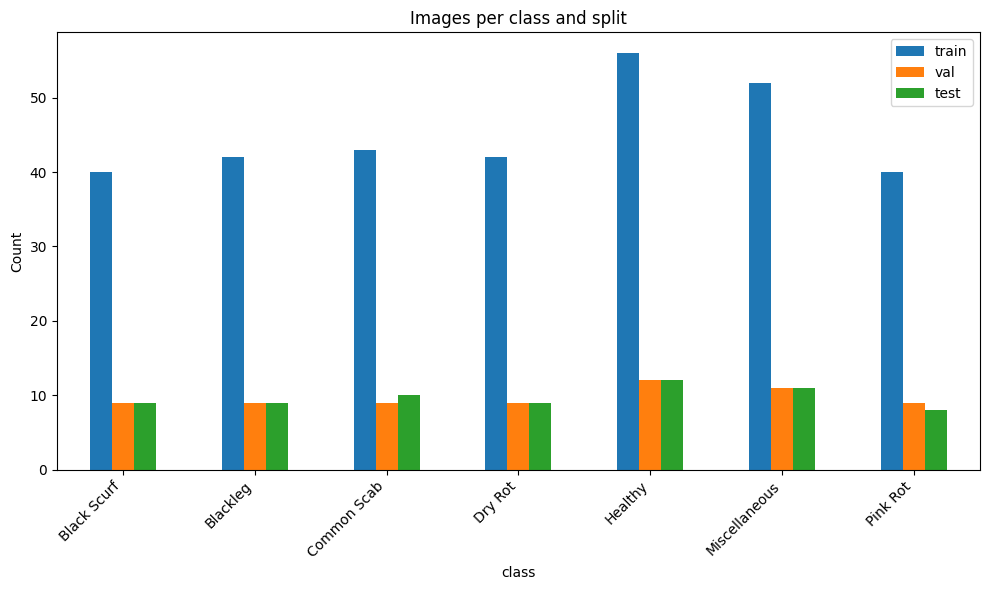 Images per class and split
train
val
test
Count
50
40
30
20
10
0
Black Scurf
Blackleg
Common Scab
Dry Rot
Healthy
Miscellaneous
Pink Rot
class